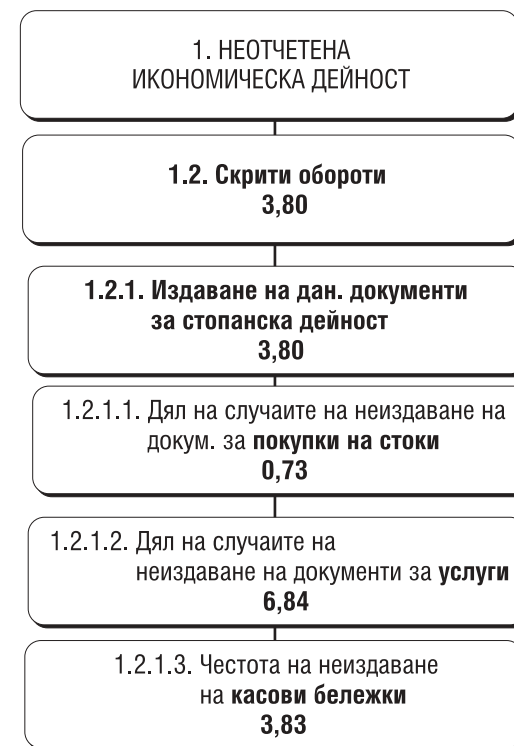 1. НЕОТЧЕТЕНА
ИКОНОМИЧЕСКА ДЕЙНОСТ
1.2. Скрити обороти
3,80
1.2.1. Издаване на дан. документи
за стопанска дейност
3,80
1.2.1.1. Дял на случаите на неиздаване на
докум. за покупки на стоки
0,73
1.2.1.2. Дял на случаите на
неиздаване на документи за услуги
6,84
1.2.1.3. Честота на неиздаване
на касови бележки
3,83